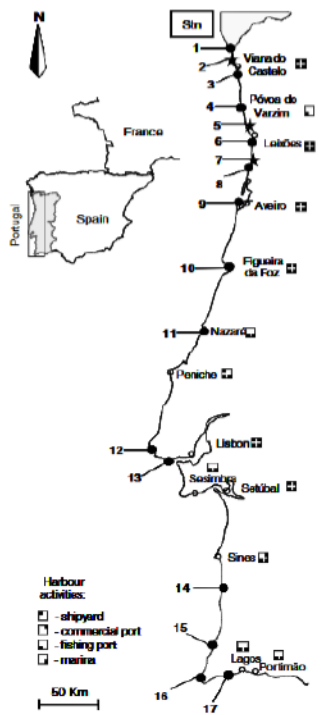 N
Stn
1
2
Viana do
Castelo
3
4
Póvoa do
Varzim
5
6
Leixões
7
8
9
Aveiro
France
Spain
Portugal
10
Figueira
da Foz
11
Nazaré
Peniche
12
Lisbon
13
Sesimbra
Setúbal
Sines
14
Harbour
activities:
- shipyard
- commercial port
- fishing port
- marina
15
Lagos
Portimão
16
17
50 Km